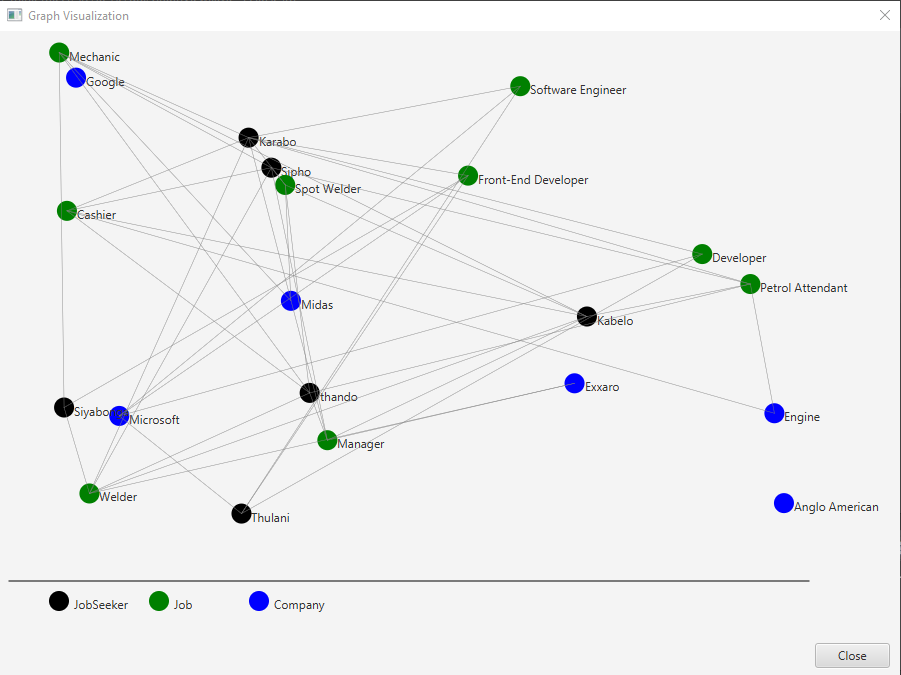 Graph Visualization
Mechanic
Google
Software Engineer
Karabo
Sipho
Front-End Developer
Spot Welder
Cashier
Developer
Petrol Attendant
Midas
Kabelo
Exxaro
thando
Siyabo
Engine
Microsoft
Manager
Welder
Anglo American
Thulani
JobSeeker
Job
Company
Close